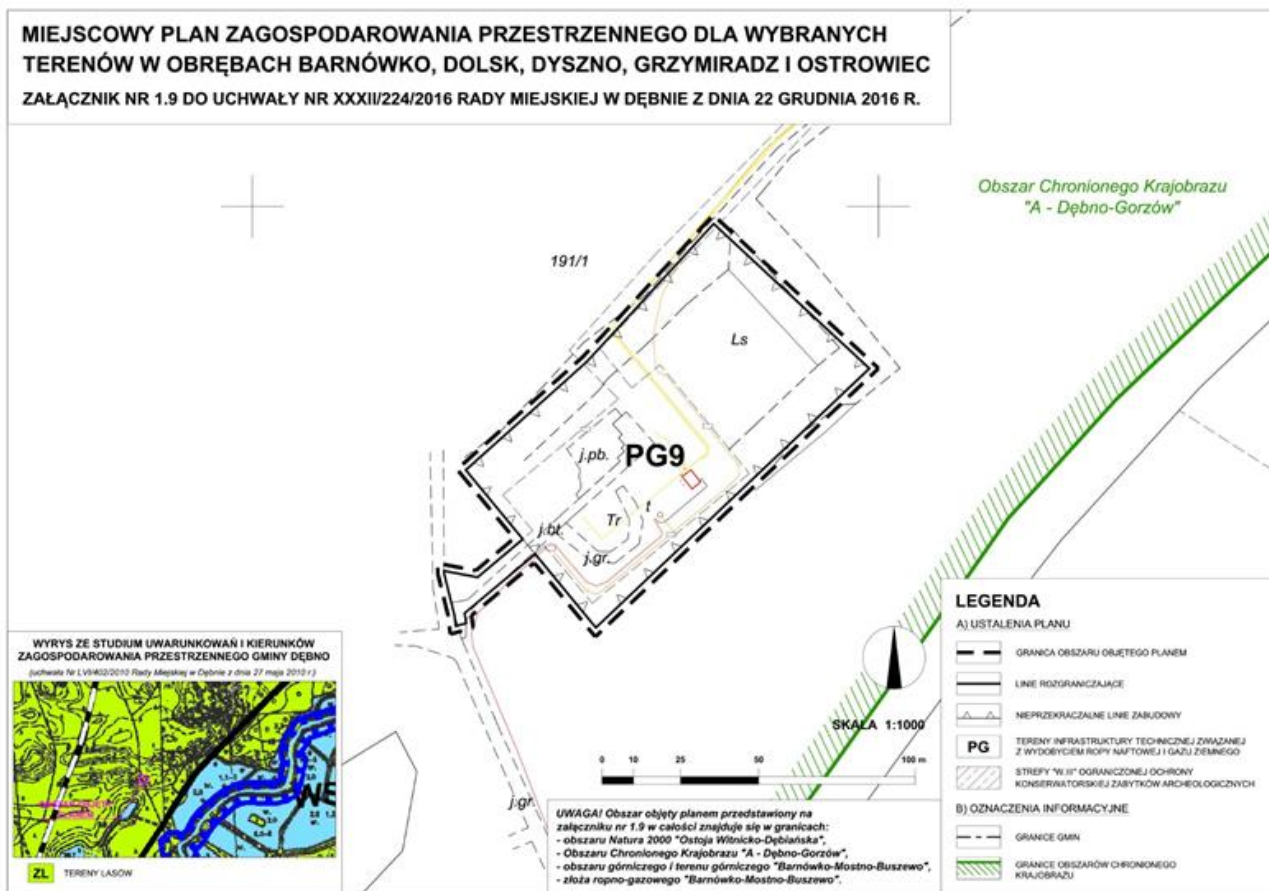 MIEJSCOWY PLAN ZAGOSPODAROWANIA PRZESTRZENNEGO DLA WYBRANYCH
TERENÓW W OBRĘBACH BARNÓWKO, DOLSK, DYSZNO, GRZYMIRADZ I OSTROWIEC
ZAŁĄCZNIK NR 1.9 DO UCHWAŁY NR XXXII/224/2016 RADY MIEJSKIEJ W DĘBNIE Z DNIA 22 GRUDNIA 2016 R.
Obszar Chronionego Krajobrazu
"A - Dębno-Gorzów"
191/1
Ls
j.pb.
PG9
Tr
t
j.bt.
j.gr.
j.gr.
WYRYS ZE STUDIUM UWARUNKOWAŃ I KIERUNKÓW
ZAGOSPODAROWANIA PRZESTRZENNEGO GMINY DĘBNO
Rady Miejskiej w Dębnie z dnia 27 maja 2010 r.)
ZL TERENY LASÓW
SKALA 1:1000
0 10 25 50 100 m
UWAGA! Obszar objęty planem przedstawiony na
załączniku nr 1.9 w całości znajduje się w granicach:
- obszaru Natura 2000 "Ostoja Witnicko-Dębiańska",
- Obszaru Chronionego Krajobrazu "A - Dębno-Gorzów",
- obszaru górniczego i terenu górniczego "Barnówko-Mostno-Buszewo",
- złoża ropno-gazowego "Barnówko-Mostno-Buszewo".
LEGENDA
A) USTALENIA PLANU
GRANICA OBSZARU OBJĘTEGO PLANEM
LINIE ROZGRANICZAJĄCE
NIEPRZEKRACZALNE LINIE ZABUDOWY
PG TERENY INFRASTRUKTURY TECHNICZNEJ ZWIĄZANEJ
Z WYDOBYCIEM ROPY NAFTOWEJ I GAZU ZIEMNEGO
STREFY "W.III" OGRANICZONEJ OCHRONY
KONSERWATORSKIEJ ZABYTKÓW ARCHEOLOGICZNYCH
B) OZNACZENIA INFORMACYJNE
GRANICE GMIN
GRANICE OBSZARÓW CHRONIONEGO
KRAJOBRAZU